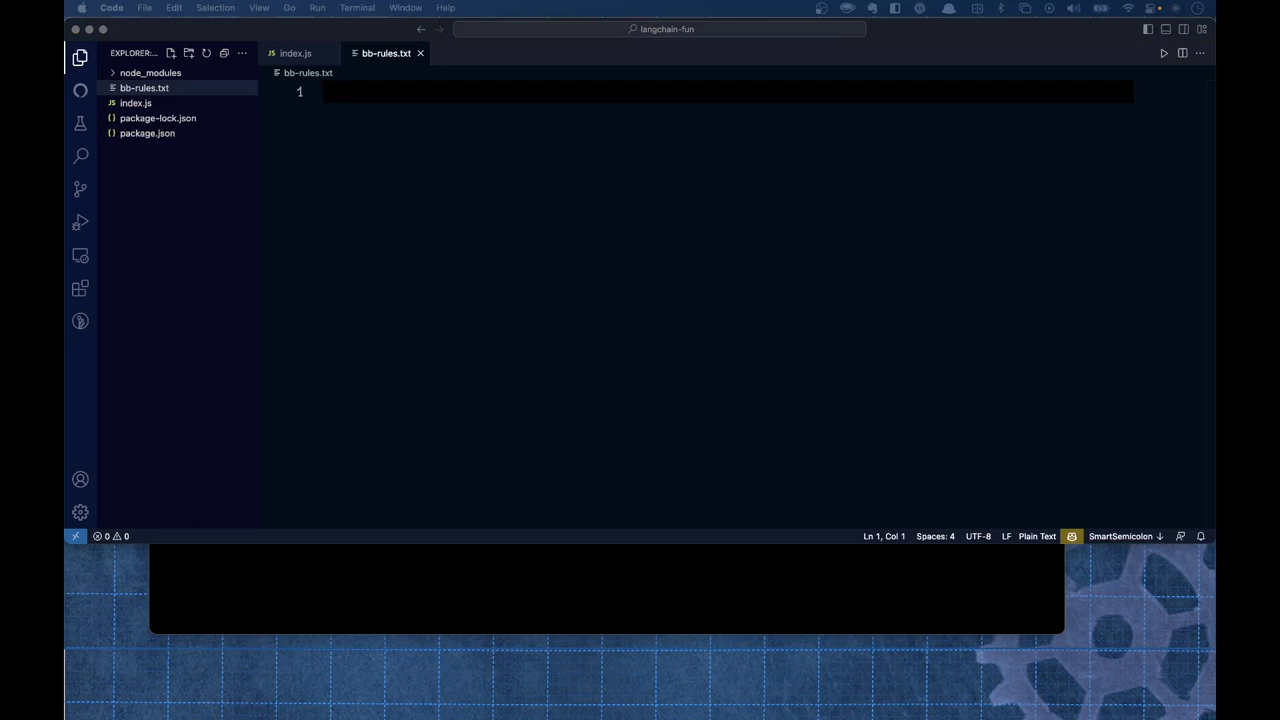 Code File Edit Selection View Go Run Terminal Window Help
langchain-fun
EXPLORER:...
index.js
bb-rules.txt
node_modules
bb-rules.txt
index.js
package-lock.json
package.json
bb-rules.txt
1
0 0
Ln 1, Col 1 Spaces: 4 UTF-8 LF Plain Text SmartSemicolon ↓